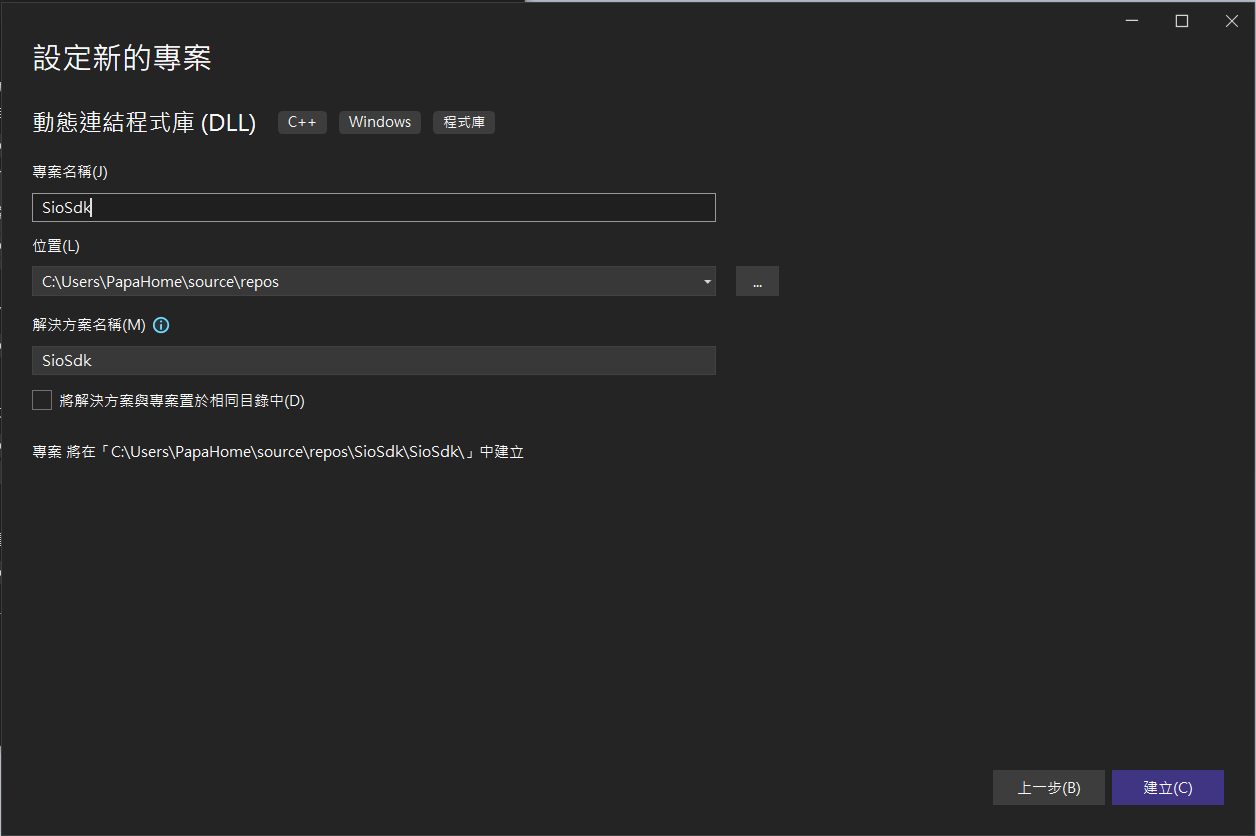 設定新的專案
動態連結程式庫 (DLL) C++ Windows 程式庫
專案名稱(J)
SioSdk
位置(L)
C:\Users\PapaHome\source\repos ...
解決方案名稱(M)
SioSdk
將解決方案與專案置於相同目錄中(D)
專案 將在「C:\Users\PapaHome\source\repos\SioSdk\SioSdk\」中建立
上一步(B) 建立(C)